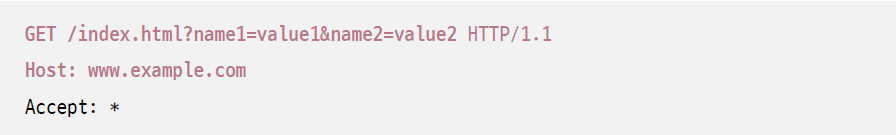 GET /index.html?name1=value1&name2=value2 HTTP/1.1
Host: www.example.com
Accept: *